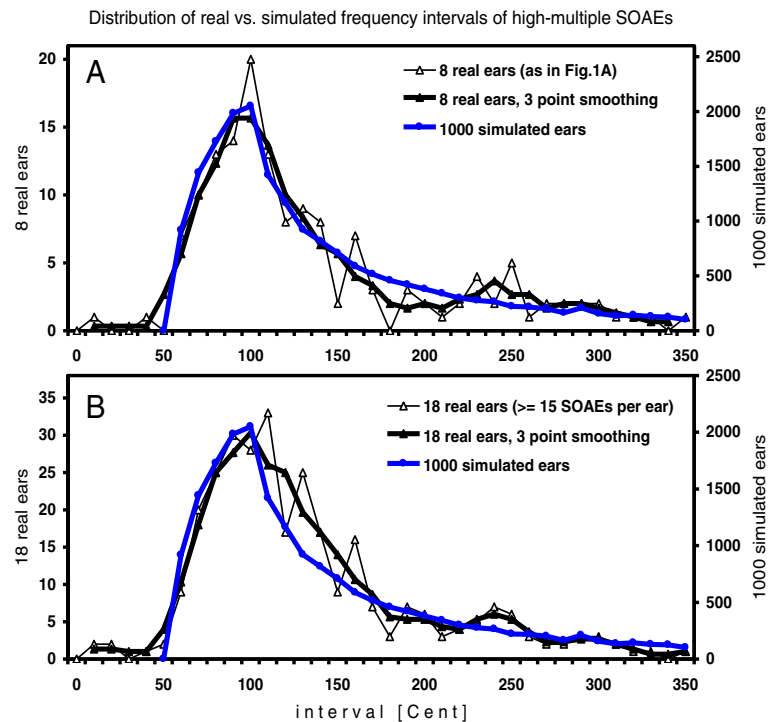 Distribution of real vs. simulated frequency intervals of high-multiple SOAEs
A
8 real ears (as in Fig.1A)
8 real ears, 3 point smoothing
1000 simulated ears
8 real ears
20
15
10
5
0
1000 simulated ears
2500
2000
1500
1000
500
0
0 50 100 150 200 250 300 350
B
18 real ears (>= 15 SOAEs per ear)
18 real ears, 3 point smoothing
1000 simulated ears
18 real ears
35
30
25
20
15
10
5
0
1000 simulated ears
2500
2000
1500
1000
500
0
0 50 100 150 200 250 300 350
interval [Cent]